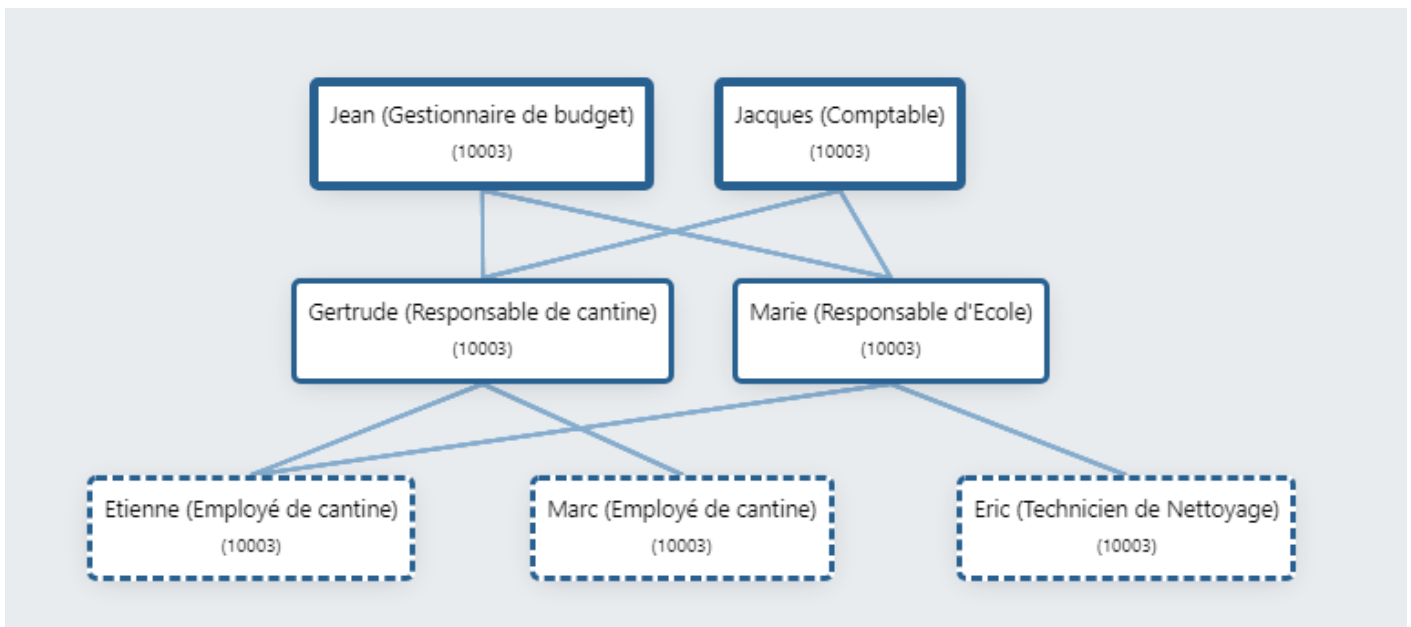 Jean (Gestionnaire de budget)
(10003)
Jacques (Comptable)
(10003)
Gertrude (Responsable de cantine)
(10003)
Marie (Responsable d'Ecole)
(10003)
Etienne (Employé de cantine)
(10003)
Marc (Employé de cantine)
(10003)
Eric (Technicien de Nettoyage)
(10003)